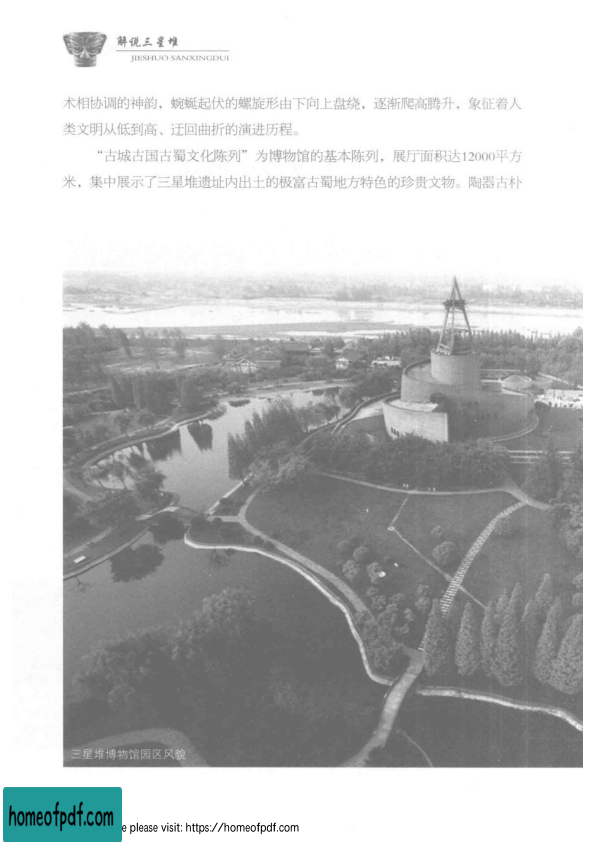 解说三星堆
JIESHUO SANXINGDUI
术相协调的神韵，蜿蜒起伏的螺旋形由下向上盘绕，逐渐爬高腾升，象征着人
类文明从低到高、迂回曲折的演进历程。
“古城古国古蜀文化陈列”为博物馆的基本陈列，展厅面积达12000平方
米，集中展示了三星堆遗址内出土的极富古蜀地方特色的珍贵文物。陶器古朴
三星堆博物馆园区风貌
homeofpdf.com
e please visit: https://homeofpdf.com